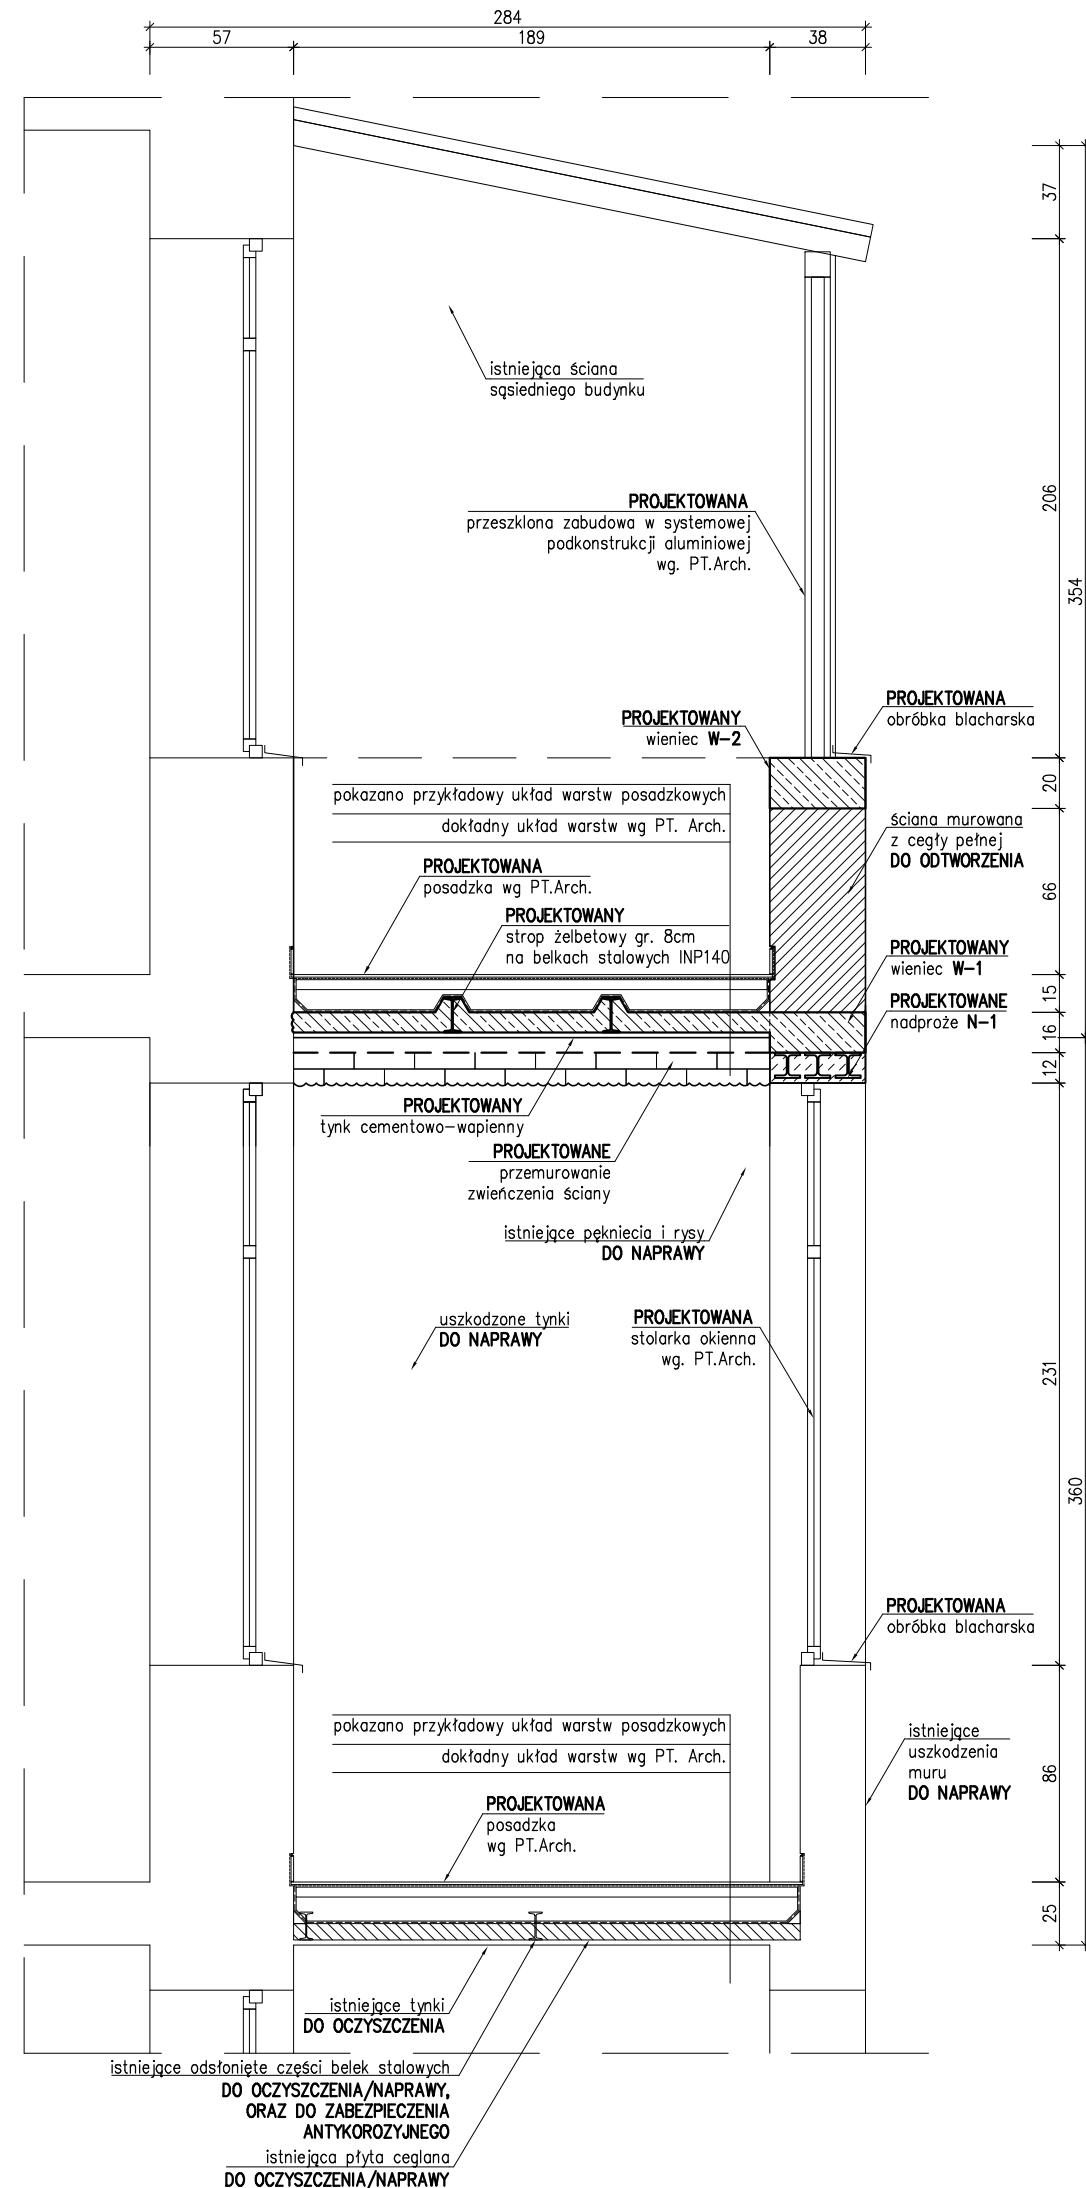 284
57
189
38
37
istniejąca ściana
sąsiedniego budynku
206
PROJEKTOWANA
przeszklona zabudowa w systemowej
podkonstrukcji aluminiowej
wg. PT.Arch.
354
PROJEKTOWANA
obróbka blacharska
PROJEKTOWANY
wieniec W-2
20
pokazano przykładowy układ warstw posadzkowych
dokładny układ warstw wg PT. Arch.
ściana murowana
z cegły pełnej
DO ODTWORZENIA
PROJEKTOWANA
posadzka wg PT.Arch.
66
PROJEKTOWANY
strop żelbetowy gr. 8cm
na belkach stalowych INP140
PROJEKTOWANY
wieniec W-1
15
PROJEKTOWANE
nadproże N-1
16
12
PROJEKTOWANY
tynk cementowo-wapienny
PROJEKTOWANE
przemurowanie
zwieńczenia ściany
istniejące pękniecia i rysy
DO NAPRAWY
uszkodzone tynki
DO NAPRAWY
PROJEKTOWANA
stolarka okienna
wg. PT.Arch.
231
360
PROJEKTOWANA
obróbka blacharska
pokazano przykładowy układ warstw posadzkowych
dokładny układ warstw wg PT. Arch.
istniejące
uszkodzenia
muru
DO NAPRAWY
86
PROJEKTOWANA
posadzka
wg PT.Arch.
25
istniejące tynki
DO OCZYSZCZENIA
istniejące odsłonięte części belek stalowych
DO OCZYSZCZENIA/NAPRAWY,
ORAZ DO ZABEZPIECZENIA
ANTYKOROZYJNEGO
istniejąca płyta ceglana
DO OCZYSZCZENIA/NAPRAWY